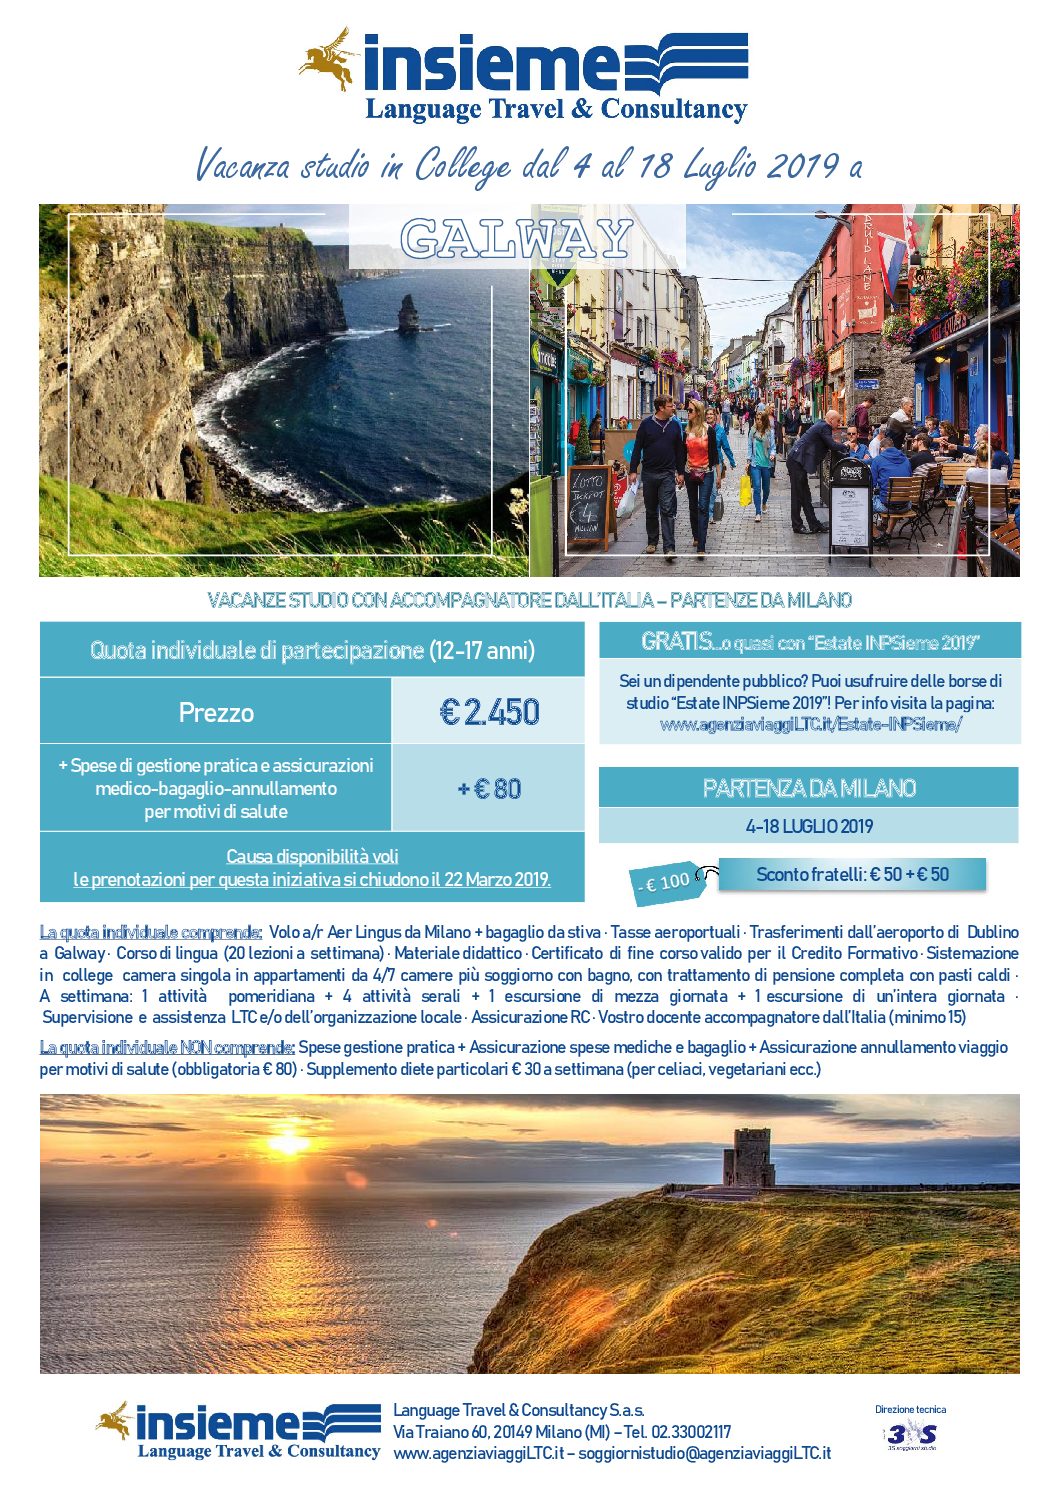 insieme
Language Travel & Consultancy
Vacanza studio in College dal 4 al 18 Luglio 2019 a
GALWAY
DRUID LANE
LOTTO
JACKPOT
€4
MILLION
VACANZE STUDIO CON ACCOMPAGNATORE DALL'ITALIA – PARTENZE DA MILANO
Quota individuale di partecipazione (12-17 anni)
Prezzo
€ 2.450
+ Spese di gestione pratica e assicurazioni
medico-bagaglio-annullamento
per motivi di salute
+ € 80
Causa disponibilità voli
le prenotazioni per questa iniziativa si chiudono il 22 Marzo 2019.
GRATIS...o quasi con "Estate INPSieme 2019"
Sei un dipendente pubblico? Puoi usufruire delle borse di
studio "Estate INPSieme 2019"! Per info visita la pagina:
www.agenziaviaggiLTC.it/Estate-INPSieme/
PARTENZA DA MILANO
4-18 LUGLIO 2019
- € 100
Sconto fratelli: € 50 + € 50
La quota individuale comprende: Volo a/r Aer Lingus da Milano + bagaglio da stiva · Tasse aeroportuali · Trasferimenti dall'aeroporto di Dublino
a Galway · Corso di lingua (20 lezioni a settimana) · Materiale didattico · Certificato di fine corso valido per il Credito Formativo · Sistemazione
in college camera singola in appartamenti da 4/7 camere più soggiorno con bagno, con trattamento di pensione completa con pasti caldi ·
A settimana: 1 attività pomeridiana + 4 attività serali + 1 escursione di mezza giornata + 1 escursione di un'intera giornata ·
Supervisione e assistenza LTC e/o dell'organizzazione locale · Assicurazione RC · Vostro docente accompagnatore dall'Italia (minimo 15)
La quota individuale NON comprende: Spese gestione pratica + Assicurazione spese mediche e bagaglio + Assicurazione annullamento viaggio
per motivi di salute (obbligatoria € 80) · Supplemento diete particolari € 30 a settimana (per celiaci, vegetariani ecc.)
insieme
Language Travel & Consultancy
Language Travel & Consultancy S.a.s.
Via Traiano 60, 20149 Milano (MI) – Tel. 02.33002117
www.agenziaviaggiLTC.it – soggiornistudio@agenziaviaggiLTC.it
Direzione tecnica
3S
3S soggiorni studio